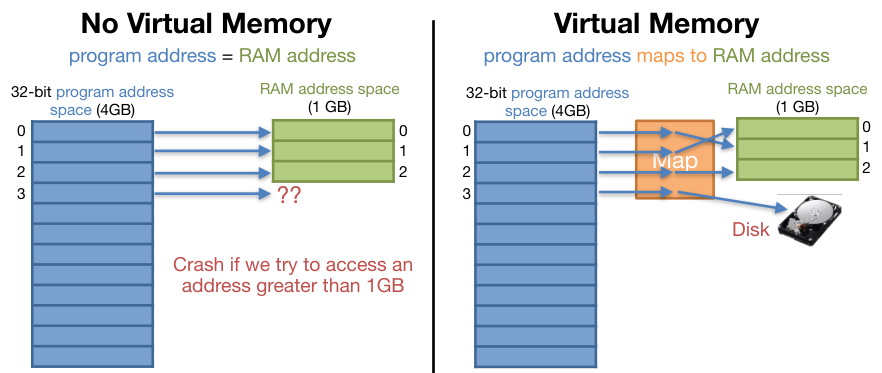 No Virtual Memory
program address = RAM address
32-bit program address
space (4GB)
RAM address space
(1 GB)
0
1
2
3
0
1
2
??
Crash if we try to access an
address greater than 1GB
Virtual Memory
program address maps to RAM address
32-bit program address
space (4GB)
RAM address space
(1 GB)
0
1
2
3
Map
0
1
2
Disk